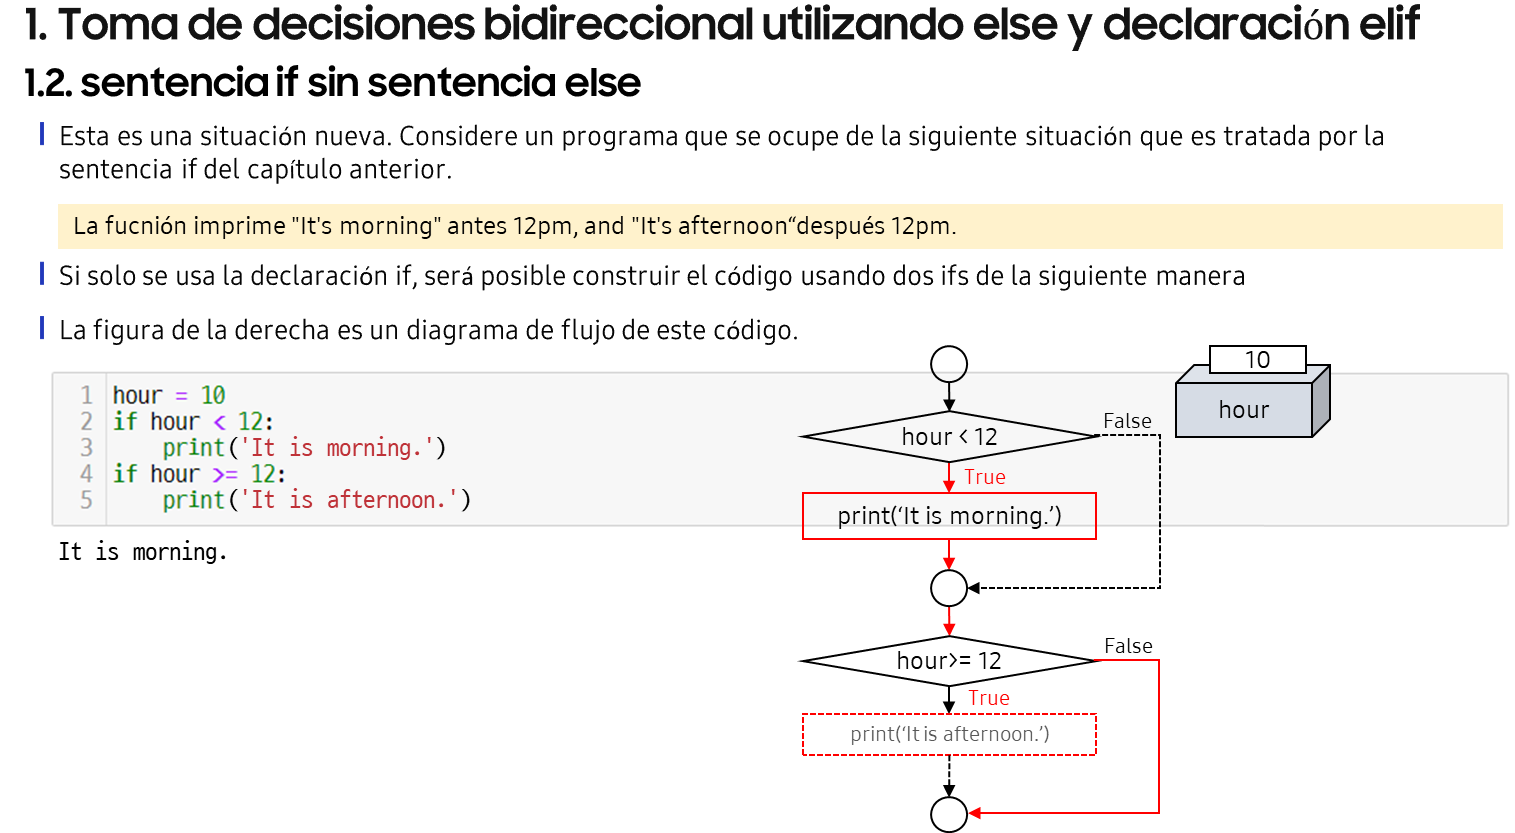 1. Toma de decisiones bidireccional utilizando else y declaración elif
1.2. sentencia if sin sentencia else
Esta es una situación nueva. Considere un programa que se ocupe de la siguiente situación que es tratada por la
sentencia if del capítulo anterior.
La fucnión imprime "It's morning" antes 12pm, and "It's afternoon“después 12pm.
Si solo se usa la declaración if, será posible construir el código usando dos ifs de la siguiente manera
La figura de la derecha es un diagrama de flujo de este código.
1 hour = 10
2 if hour < 12:
3     print('It is morning.')
4 if hour >= 12:
5     print('It is afternoon.')
It is morning.
10
hour
hour < 12
False
True
print(‘It is morning.’)
hour>= 12
False
True
print(‘It is afternoon.’)